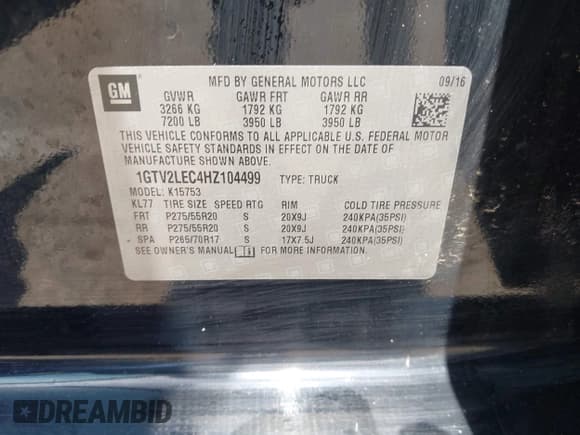 GM
MFD BY GENERAL MOTORS LLC 09/16
GVWR GAWR FRT GAWR RR
3266 KG 1792 KG 1792 KG
7200 LB 3950 LB 3950 LB
THIS VEHICLE CONFORMS TO ALL APPLICABLE U.S. FEDERAL MOTOR
VEHICLE SAFETY STANDARDS IN EFFECT ON THE DATE OF
MANUFACTURE SHOWN ABOVE.
1GTV2LEC4HZ104499 TYPE: TRUCK
MODEL: K15753
KL77 TIRE SIZE SPEED RTG RIM COLD TIRE PRESSURE
FRT P275/55R20 S 20X9J 240KPA(35PSI)
RR P275/55R20 S 20X9J 240KPA(35PSI)
SPA P265/70R17 S 17X7.5J 240KPA(35PSI)
SEE OWNER'S MANUAL FOR MORE INFORMATION.
DREAMBID